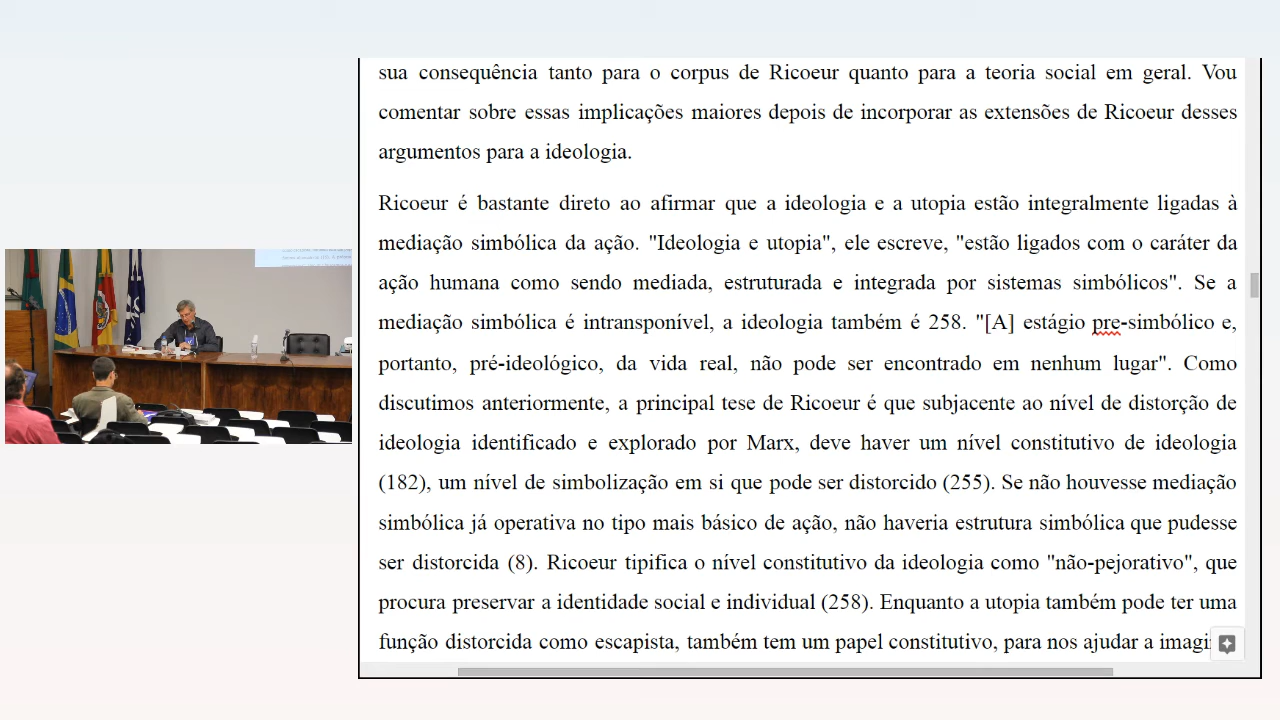 sua consequência tanto para o corpus de Ricoeur quanto para a teoria social em geral. Vou
comentar sobre essas implicações maiores depois de incorporar as extensões de Ricoeur desses
argumentos para a ideologia.
Ricoeur é bastante direto ao afirmar que a ideologia e a utopia estão integralmente ligadas à
mediação simbólica da ação. "Ideologia e utopia", ele escreve, "estão ligados com o caráter da
ação humana como sendo mediada, estruturada e integrada por sistemas simbólicos". Se a
mediação simbólica é intransponível, a ideologia também é 258. "[A] estágio pre-simbólico e,
portanto, pré-ideológico, da vida real, não pode ser encontrado em nenhum lugar". Como
discutimos anteriormente, a principal tese de Ricoeur é que subjacente ao nível de distorção de
ideologia identificado e explorado por Marx, deve haver um nível constitutivo de ideologia
(182), um nível de simbolização em si que pode ser distorcido (255). Se não houvesse mediação
simbólica já operativa no tipo mais básico de ação, não haveria estrutura simbólica que pudesse
ser distorcida (8). Ricoeur tipifica o nível constitutivo da ideologia como "não-pejorativo", que
procura preservar a identidade social e individual (258). Enquanto a utopia também pode ter uma
função distorcida como escapista, também tem um papel constitutivo, para nos ajudar a imagi